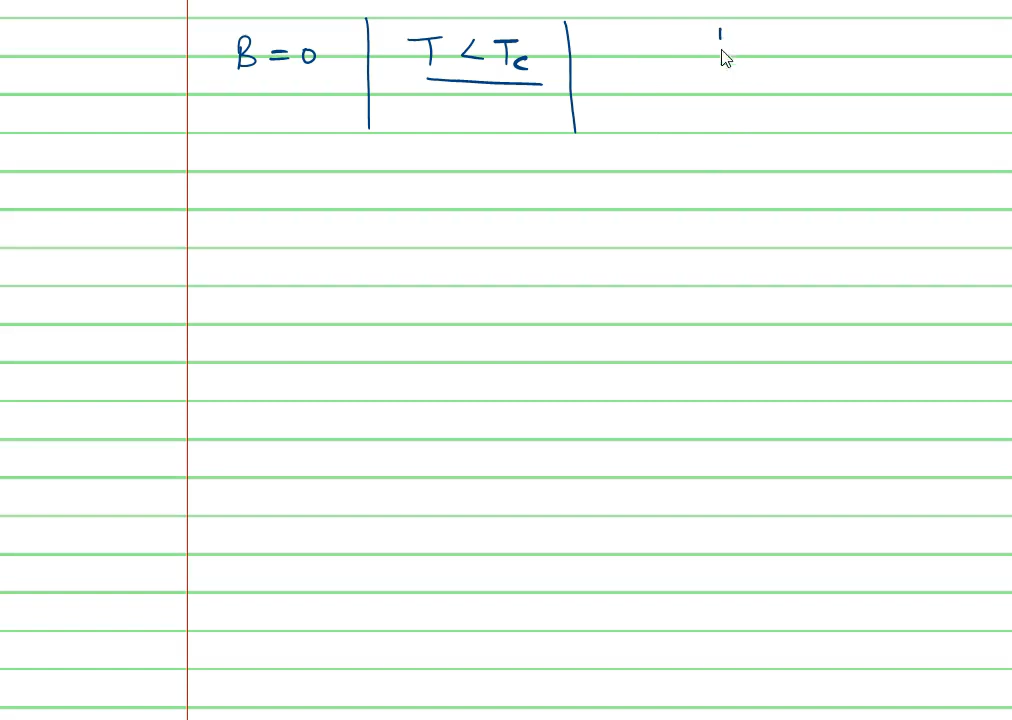 B = 0 | T < Tc |